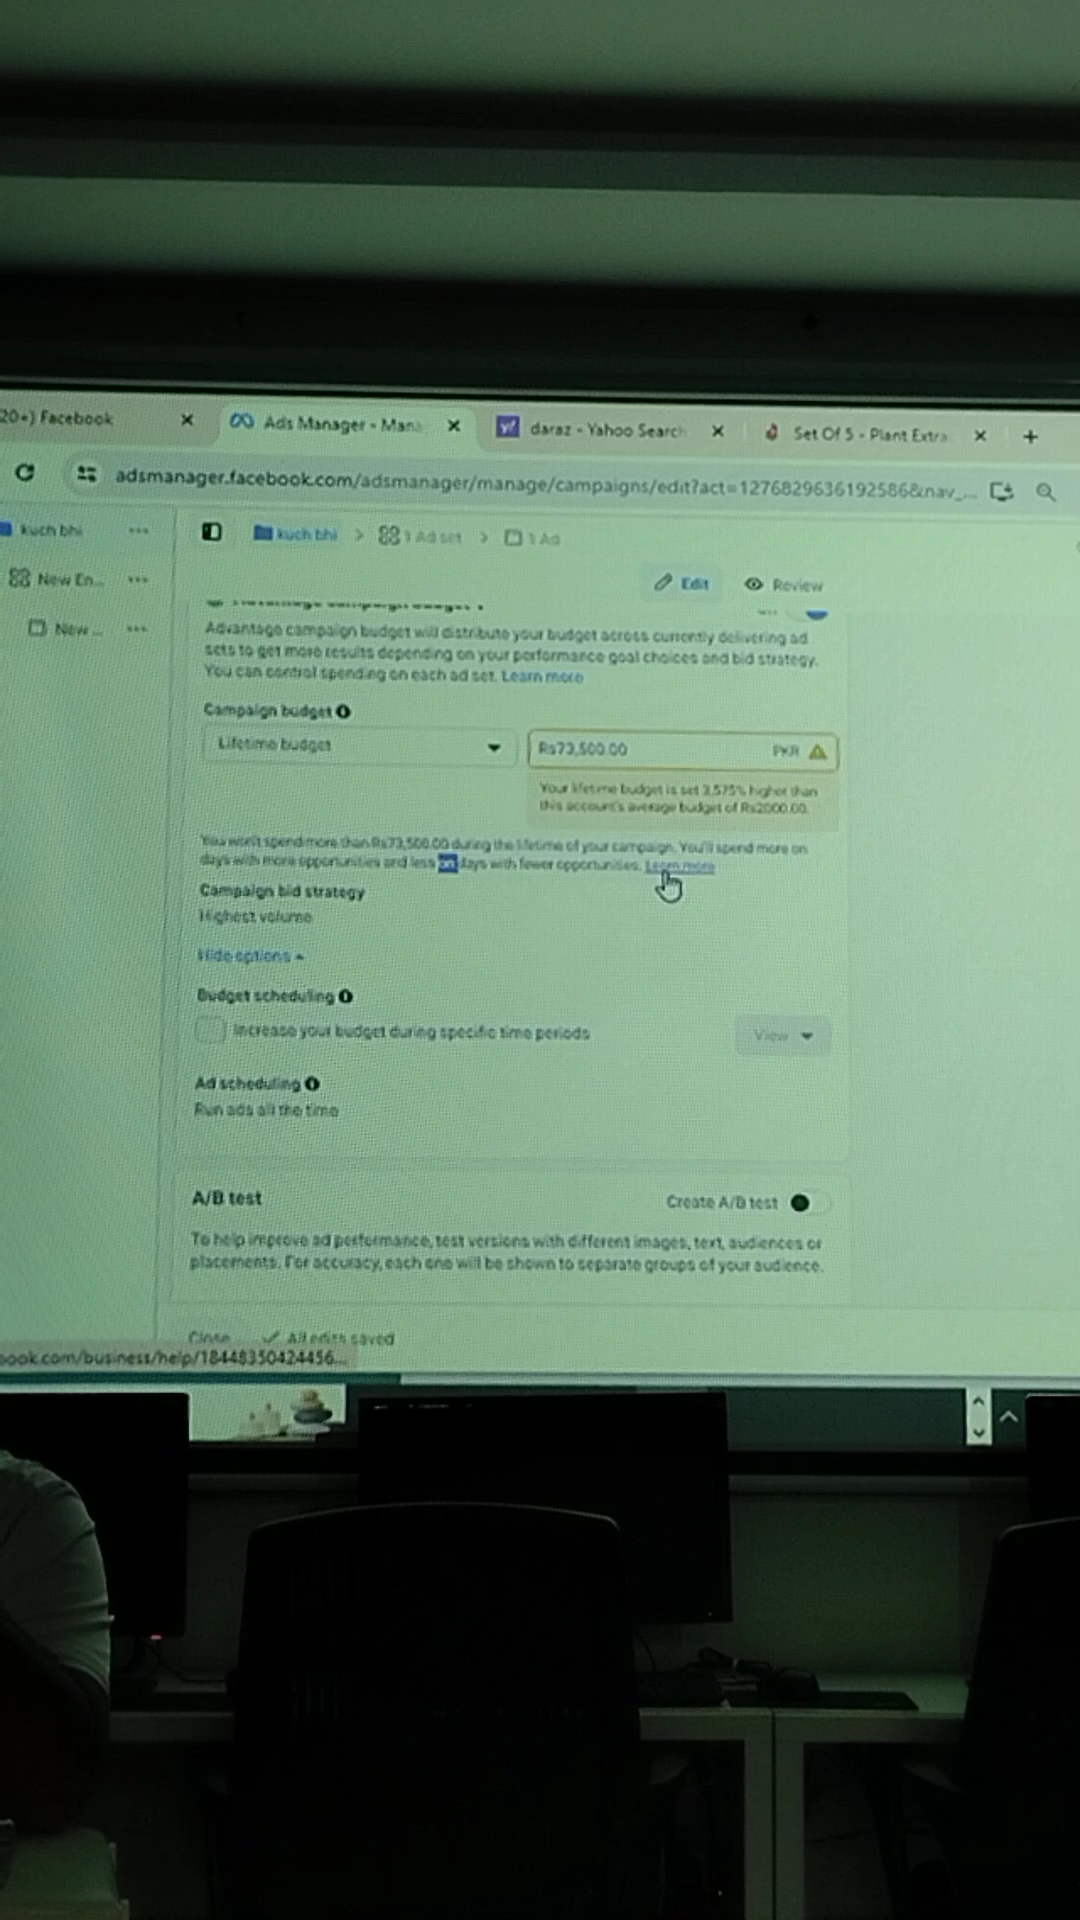 20+) Facebook
Ads Manager - Mana
daraz - Yahoo Search
Set Of 5 - Plant Extra
adsmanager.facebook.com/adsmanager/manage/campaigns/edit?act=1276829636192586&nav_...
kuch bhi
kuch bhi > 1 Ad set > 1 Ad
New En...
New ...
Edit
Review
Advantage campaign budget will distribute your budget across currently delivering ad
sets to get more results depending on your performance goal choices and bid strategy.
You can control spending on each ad set. Learn more
Campaign budget
Lifetime budget
Rs73,500.00
PKR
Your lifetime budget is set 3,575% higher than
this account's average budget of Rs2000.00.
You won't spend more than Rs73,500.00 during the lifetime of your campaign. You'll spend more on
days with more opportunities and less on days with fewer opportunities. Learn more
Campaign bid strategy
Highest volume
Hide options
Budget scheduling
Increase your budget during specific time periods
View
Ad scheduling
Run ads all the time
A/B test
Create A/B test
To help improve ad performance, test versions with different images, text, audiences or
placements. For accuracy, each one will be shown to separate groups of your audience.
Close
All edits saved
book.com/business/help/18448350424456...